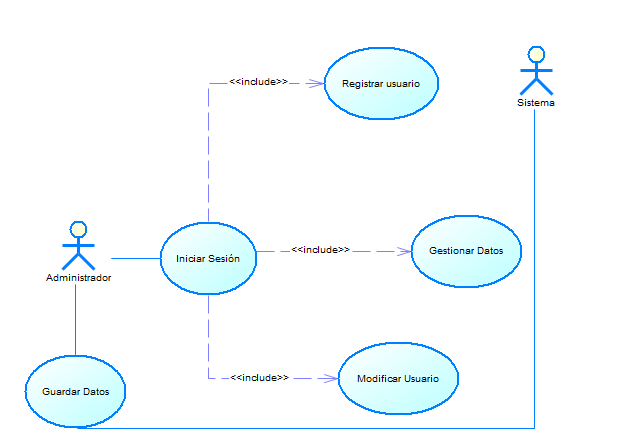 <<include>>
Registrar usuario
Sistema
Iniciar Sesión
<<include>>
Gestionar Datos
Administrador
<<include>>
Modificar Usuario
Guardar Datos